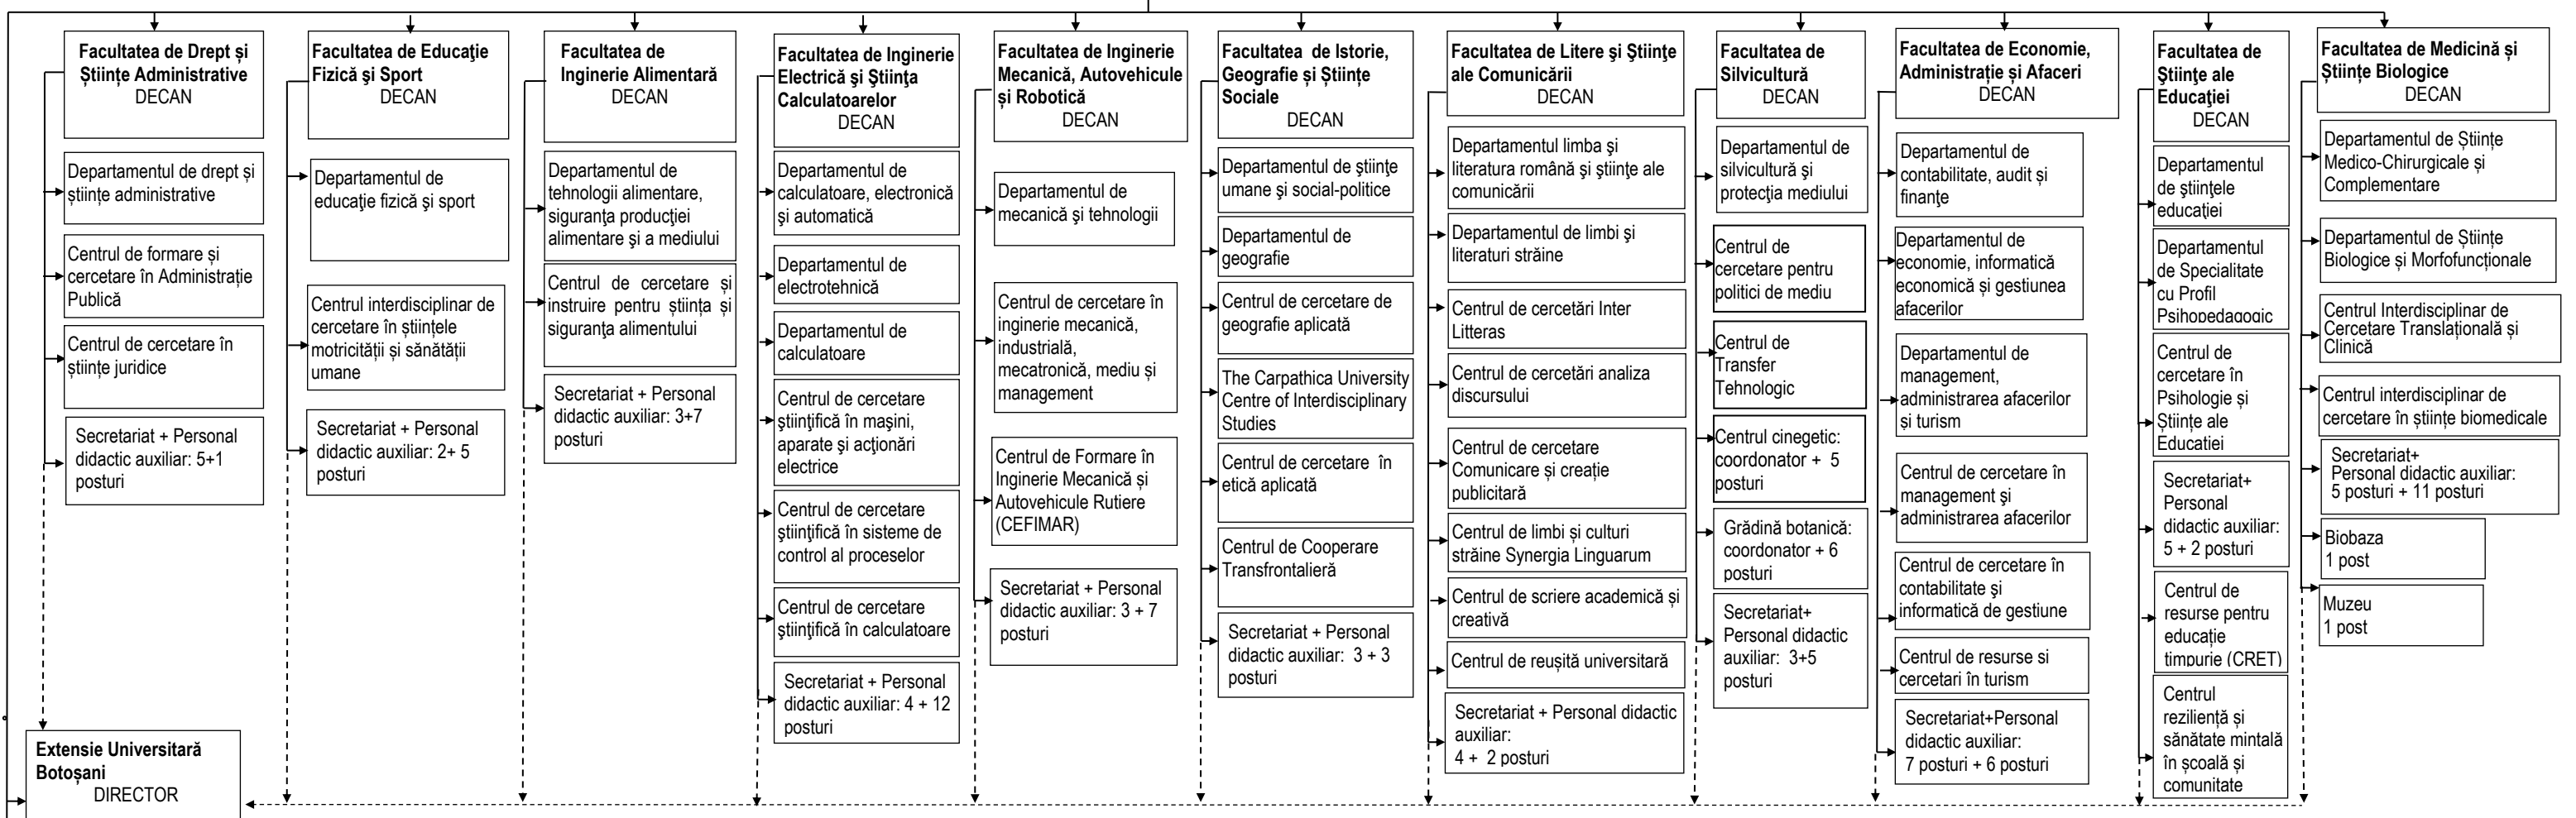 Facultatea de Drept și
Științe Administrative
DECAN
Departamentul de drept și
științe administrative
Centrul de formare și
cercetare în Administrație
Publică
Centrul de cercetare în
științe juridice
Secretariat + Personal
didactic auxiliar: 5+1
posturi
Extensie Universitară
Botoșani
DIRECTOR
Facultatea de Educaţie
Fizică şi Sport
DECAN
Departamentul de
educaţie fizică şi sport
Centrul interdisciplinar de
cercetare în științele
motricității și sănătății
umane
Secretariat + Personal
didactic auxiliar: 2+ 5
posturi
Facultatea de
Inginerie Alimentară
DECAN
Departamentul de
tehnologii alimentare,
siguranţa producţiei
alimentare şi a mediului
Centrul de cercetare și
instruire pentru știința și
siguranţa alimentului
Secretariat + Personal
didactic auxiliar: 3+7
posturi
Facultatea de Inginerie
Electrică şi Ştiinţa
Calculatoarelor
DECAN
Departamentul de
calculatoare, electronică
şi automatică
Departamentul de
electrotehnică
Departamentul de
calculatoare
Centrul de cercetare
ştiinţifică în maşini,
aparate şi acţionări
electrice
Centrul de cercetare
ştiinţifică în sisteme de
control al proceselor
Centrul de cercetare
ştiinţifică în calculatoare
Secretariat + Personal
didactic auxiliar: 4 + 12
posturi
Facultatea de Inginerie
Mecanică, Autovehicule
și Robotică
DECAN
Departamentul de
mecanică şi tehnologii
Centrul de cercetare în
inginerie mecanică,
industrială,
mecatronică, mediu și
management
Centrul de Formare în
Inginerie Mecanică și
Autovehicule Rutiere
(CEFIMAR)
Secretariat + Personal
didactic auxiliar: 3 + 7
posturi
Facultatea de Istorie,
Geografie și Științe
Sociale
DECAN
Departamentul de ştiinţe
umane şi social-politice
Departamentul de
geografie
Centrul de cercetare de
geografie aplicată
The Carpathica University
Centre of Interdisciplinary
Studies
Centrul de cercetare în
etică aplicată
Centrul de Cooperare
Transfrontalieră
Secretariat + Personal
didactic auxiliar: 3 + 3
posturi
Facultatea de Litere şi Ştiinţe
ale Comunicării
DECAN
Departamentul limba şi
literatura română şi ştiinţe ale
comunicării
Departamentul de limbi şi
literaturi străine
Centrul de cercetări Inter
Litteras
Centrul de cercetări analiza
discursului
Centrul de cercetare
Comunicare și creație
publicitară
Centrul de limbi și culturi
străine Synergia Linguarum
Centrul de scriere academică și
creativă
Centrul de reușită universitară
Secretariat + Personal didactic
auxiliar:
4 + 2 posturi
Facultatea de
Silvicultură
DECAN
Departamentul de
silvicultură şi
protecţia mediului
Centrul de
cercetare pentru
politici de mediu
Centrul de
Transfer
Tehnologic
Centrul cinegetic:
coordonator + 5
posturi
Grădină botanică:
coordonator + 6
posturi
Secretariat+
Personal didactic
auxiliar: 3+5
posturi
Facultatea de Economie,
Administrație și Afaceri
DECAN
Departamentul de
contabilitate, audit și
finanţe
Departamentul de
economie, informatică
economică și gestiunea
afacerilor
Departamentul de
management,
administrarea afacerilor
și turism
Centrul de cercetare în
management şi
administrarea afacerilor
Centrul de cercetare în
contabilitate şi
informatică de gestiune
Centrul de resurse si
cercetari în turism
Secretariat+Personal
didactic auxiliar:
7 posturi + 6 posturi
Facultatea de
Ştiinţe ale
Educaţiei
DECAN
Departamentul
de ştiinţele
educaţiei
Departamentul
de Specialitate
cu Profil
Psihopedagogic
Centrul de
cercetare în
Psihologie și
Științe ale
Educatiei
Secretariat+
Personal
didactic auxiliar:
5 + 2 posturi
Centrul de
resurse pentru
educație
timpurie (CRET)
Centrul
reziliență și
sănătate mintală
în școală și
comunitate
Facultatea de Medicină și
Științe Biologice
DECAN
Departamentul de Științe
Medico-Chirurgicale și
Complementare
Departamentul de Științe
Biologice și Morfofuncționale
Centrul Interdisciplinar de
Cercetare Translațională și
Clinică
Centrul interdisciplinar de
cercetare în științe biomedicale
Secretariat+
Personal didactic auxiliar:
5 posturi + 11 posturi
Biobaza
1 post
Muzeu
1 post